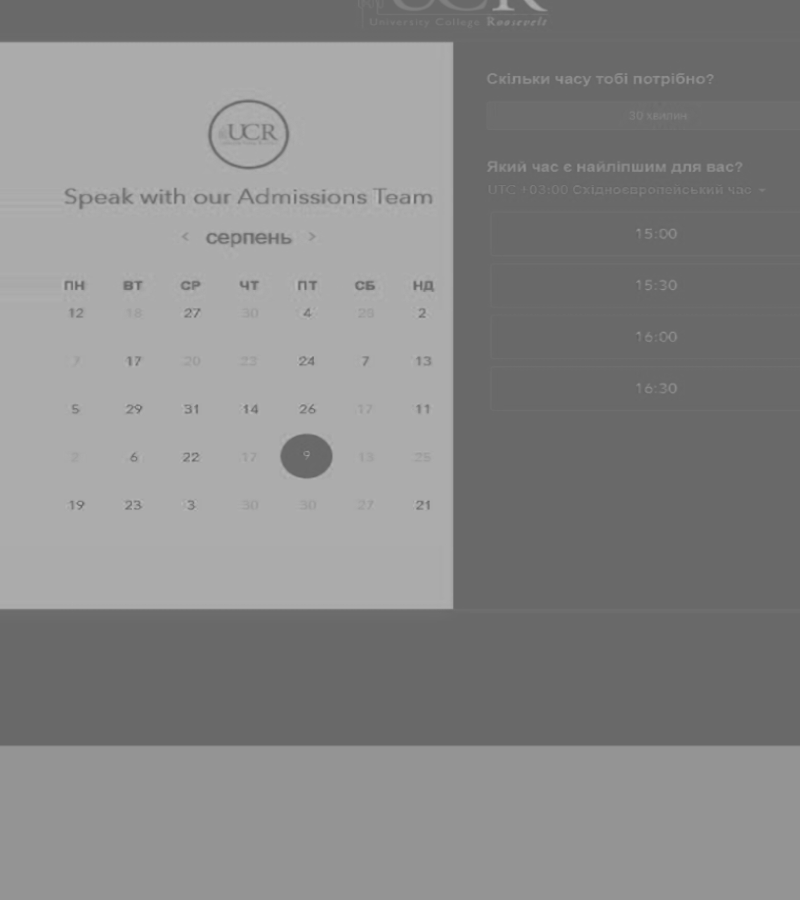 UCR
University College Roosevelt
UCR
Speak with our Admissions Team
< серпень >
ПН ВТ СР ЧТ ПТ СБ НД
12 18 27 30 4 29 2
7 17 20 23 24 7 13
5 29 31 14 26 17 11
2 6 22 17 9 13 25
19 23 3 30 30 27 21
Скільки часу тобі потрібно?
30 хвилин
Який час є найліпшим для вас?
UTC +03:00 Східноєвропейський час
15:00
15:30
16:00
16:30